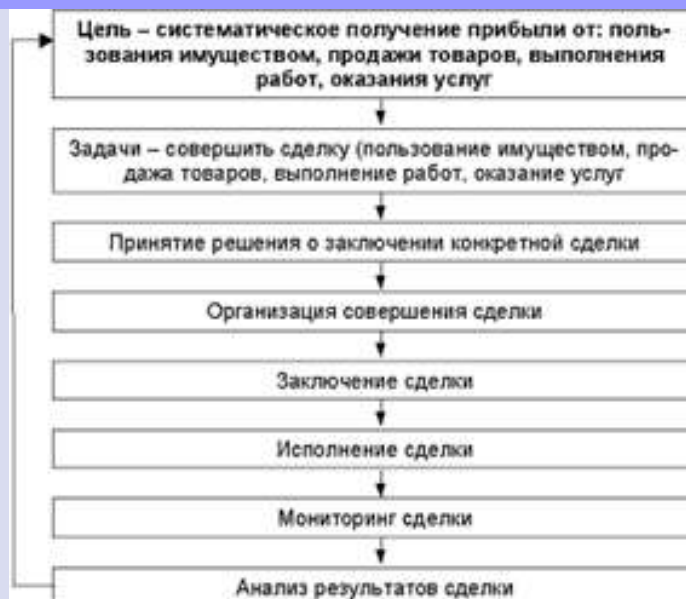 Цель – систематическое получение прибыли от: поль-
зования имуществом, продажи товаров, выполнения
работ, оказания услуг
Задачи – совершить сделку (пользование имуществом, про-
дажа товаров, выполнение работ, оказание услуг
Принятие решения о заключении конкретной сделки
Организация совершения сделки
Заключение сделки
Исполнение сделки
Мониторинг сделки
Анализ результатов сделки